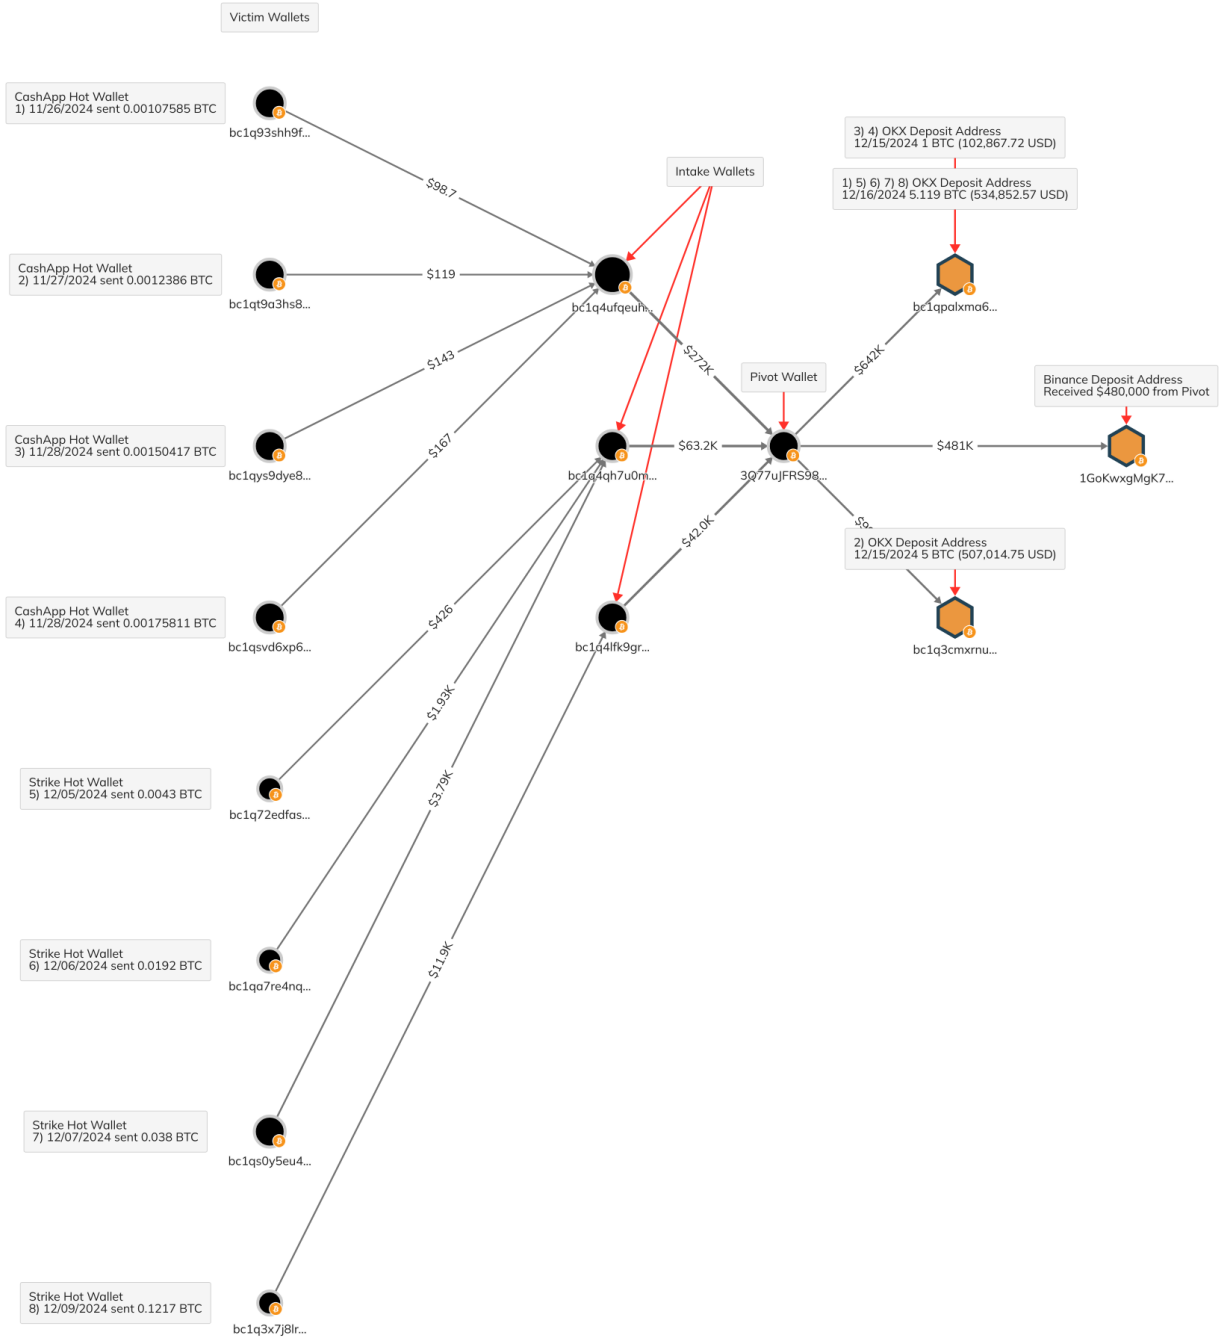 Victim Wallets
CashApp Hot Wallet
1) 11/26/2024 sent 0.00107585 BTC
bc1q93shh9f...
$98.7
3) 4) OKX Deposit Address
12/15/2024 1 BTC (102,867.72 USD)
Intake Wallets
1) 5) 6) 7) 8) OKX Deposit Address
12/16/2024 5.119 BTC (534,852.57 USD)
CashApp Hot Wallet
2) 11/27/2024 sent 0.0012386 BTC
bc1qt9a3hs8...
$119
bc1q4ufqeuh...
bc1qpalxma6...
$143
$272K
$642K
Pivot Wallet
Binance Deposit Address
Received $480,000 from Pivot
CashApp Hot Wallet
3) 11/28/2024 sent 0.00150417 BTC
bc1qys9dye8...
$167
bc1q4qh7u0m...
$63.2K
3Q77uJFRS98...
$481K
1GoKwxgMgK7...
$42.0K
2) OKX Deposit Address
12/15/2024 5 BTC (507,014.75 USD)
CashApp Hot Wallet
4) 11/28/2024 sent 0.00175811 BTC
bc1qsvd6xp6...
$426
bc1q4lfk9gr...
bc1q3cmxrnu...
$1.93K
Strike Hot Wallet
5) 12/05/2024 sent 0.0043 BTC
bc1q72edfas...
$3.79K
Strike Hot Wallet
6) 12/06/2024 sent 0.0192 BTC
bc1qa7re4nq...
$11.9K
Strike Hot Wallet
7) 12/07/2024 sent 0.038 BTC
bc1qs0y5eu4...
Strike Hot Wallet
8) 12/09/2024 sent 0.1217 BTC
bc1q3x7j8lr...